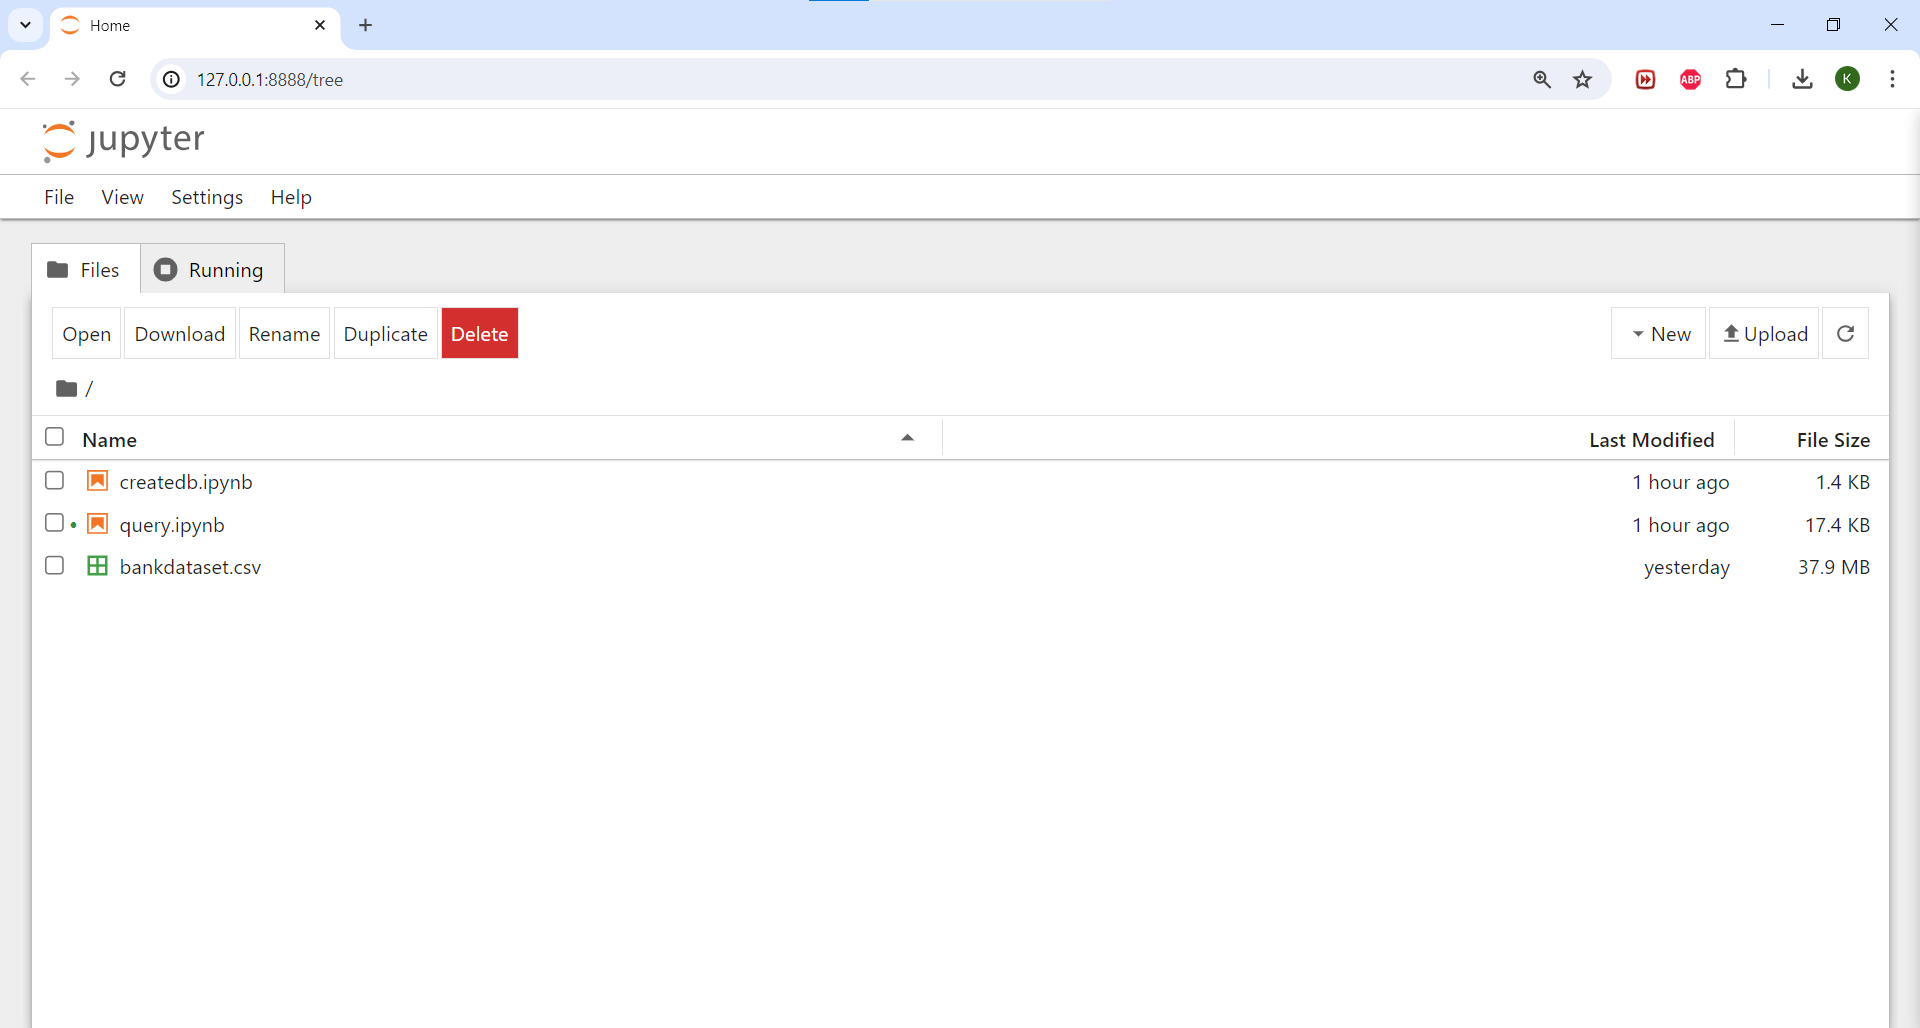 Home
127.0.0.1:8888/tree
ABP
K
jupyter
File View Settings Help
Files Running
Open Download Rename Duplicate Delete New Upload
/
Name Last Modified File Size
createdb.ipynb 1 hour ago 1.4 KB
query.ipynb 1 hour ago 17.4 KB
bankdataset.csv yesterday 37.9 MB